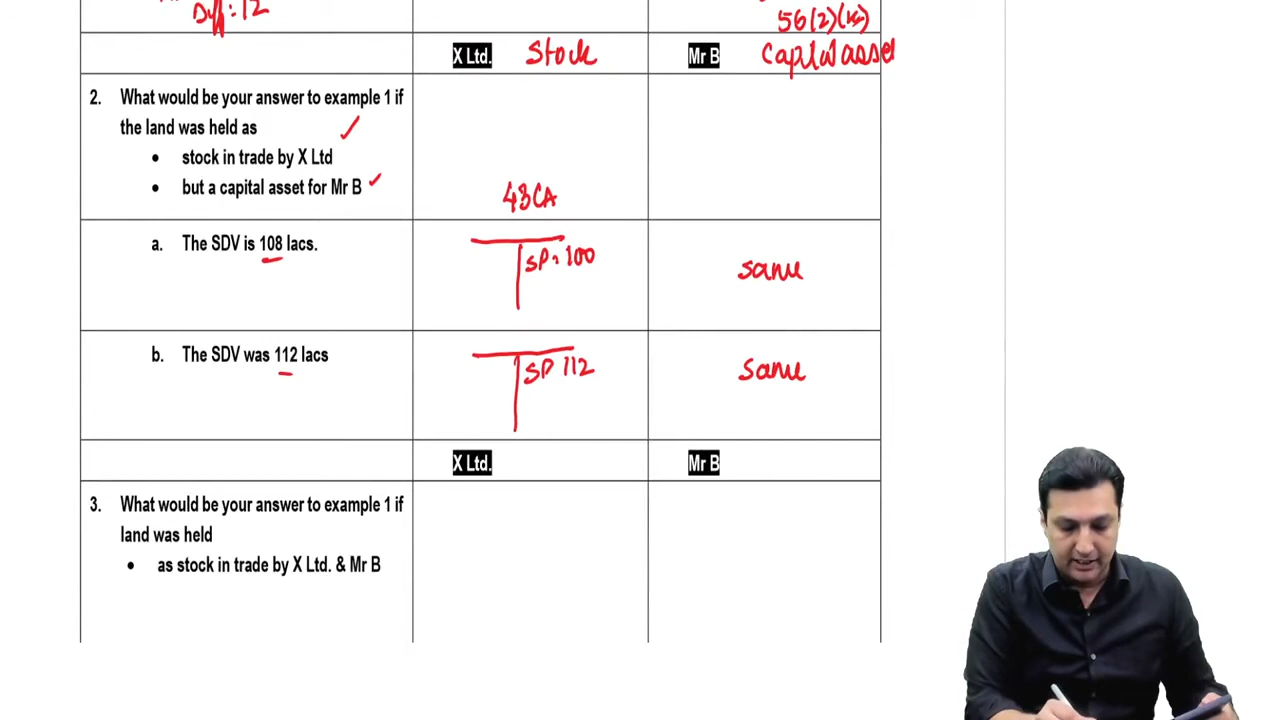 Diff: 12
56(2)(x)
X Ltd. Stock Mr B Capital asset
2. What would be your answer to example 1 if
the land was held as
• stock in trade by X Ltd
• but a capital asset for Mr B
43CA
a. The SDV is 108 lacs.
SP = 100
same
b. The SDV was 112 lacs
SP 112
same
X Ltd. Mr B
3. What would be your answer to example 1 if
land was held
• as stock in trade by X Ltd. & Mr B